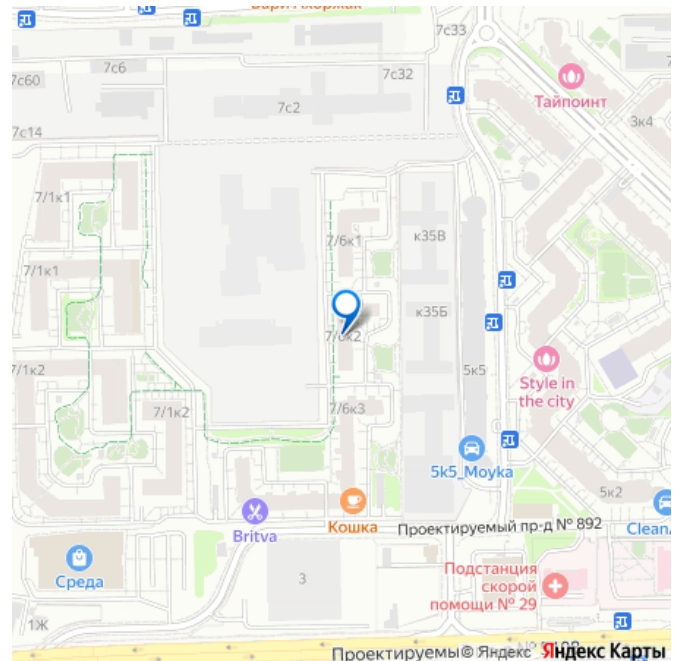 7с33
7с60
7с6
7с32
Тайпоинт
7с2
3к4
7с14
7/1к1
7/6к1
к35В
7/1к1
к35Б
7/6к2
7/1к2
5к5
Style in
the city
7/1к2
7/6к3
5k5_Moyka
5к2
Britva
Кошка
Проектируемый пр-д № 892
Clean
Среда
3
Подстанция
скорой
помощи № 29
1Ж
Проектируемы
© Яндекс
Яндекс Карты